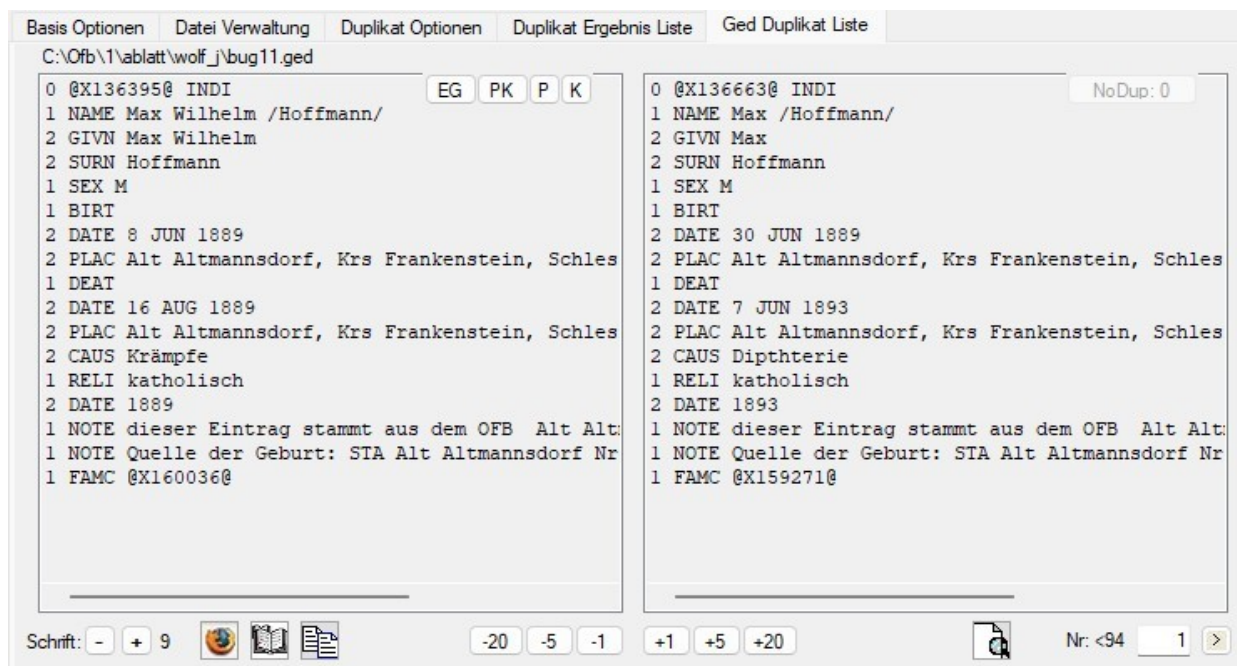 Basis Optionen Datei Verwaltung Duplikat Optionen Duplikat Ergebnis Liste Ged Duplikat Liste
C:\Ofb\1\ablatt\wolf_j\bug11.ged
0 @X136395@ INDI
EG PK P K
1 NAME Max Wilhelm /Hoffmann/
2 GIVN Max Wilhelm
2 SURN Hoffmann
1 SEX M
1 BIRT
2 DATE 8 JUN 1889
2 PLAC Alt Altmannsdorf, Krs Frankenstein, Schles
1 DEAT
2 DATE 16 AUG 1889
2 PLAC Alt Altmannsdorf, Krs Frankenstein, Schles
2 CAUS Krämpfe
1 RELI katholisch
2 DATE 1889
1 NOTE dieser Eintrag stammt aus dem OFB Alt Alt
1 NOTE Quelle der Geburt: STA Alt Altmannsdorf Nr
1 FAMC @X160036@
0 @X136663@ INDI
NoDup: 0
1 NAME Max /Hoffmann/
2 GIVN Max
2 SURN Hoffmann
1 SEX M
1 BIRT
2 DATE 30 JUN 1889
2 PLAC Alt Altmannsdorf, Krs Frankenstein, Schles
1 DEAT
2 DATE 7 JUN 1893
2 PLAC Alt Altmannsdorf, Krs Frankenstein, Schles
2 CAUS Dipthterie
1 RELI katholisch
2 DATE 1893
1 NOTE dieser Eintrag stammt aus dem OFB Alt Alt
1 NOTE Quelle der Geburt: STA Alt Altmannsdorf Nr
1 FAMC @X159271@
Schrift: - + 9 -20 -5 -1 +1 +5 +20 Nr: <94 1 >